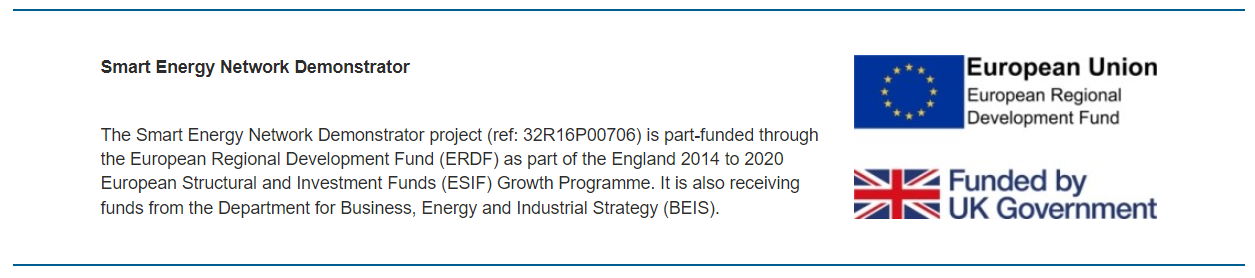 Smart Energy Network Demonstrator
The Smart Energy Network Demonstrator project (ref: 32R16P00706) is part-funded through
the European Regional Development Fund (ERDF) as part of the England 2014 to 2020
European Structural and Investment Funds (ESIF) Growth Programme. It is also receiving
funds from the Department for Business, Energy and Industrial Strategy (BEIS).
European Union
European Regional
Development Fund
Funded by
UK Government